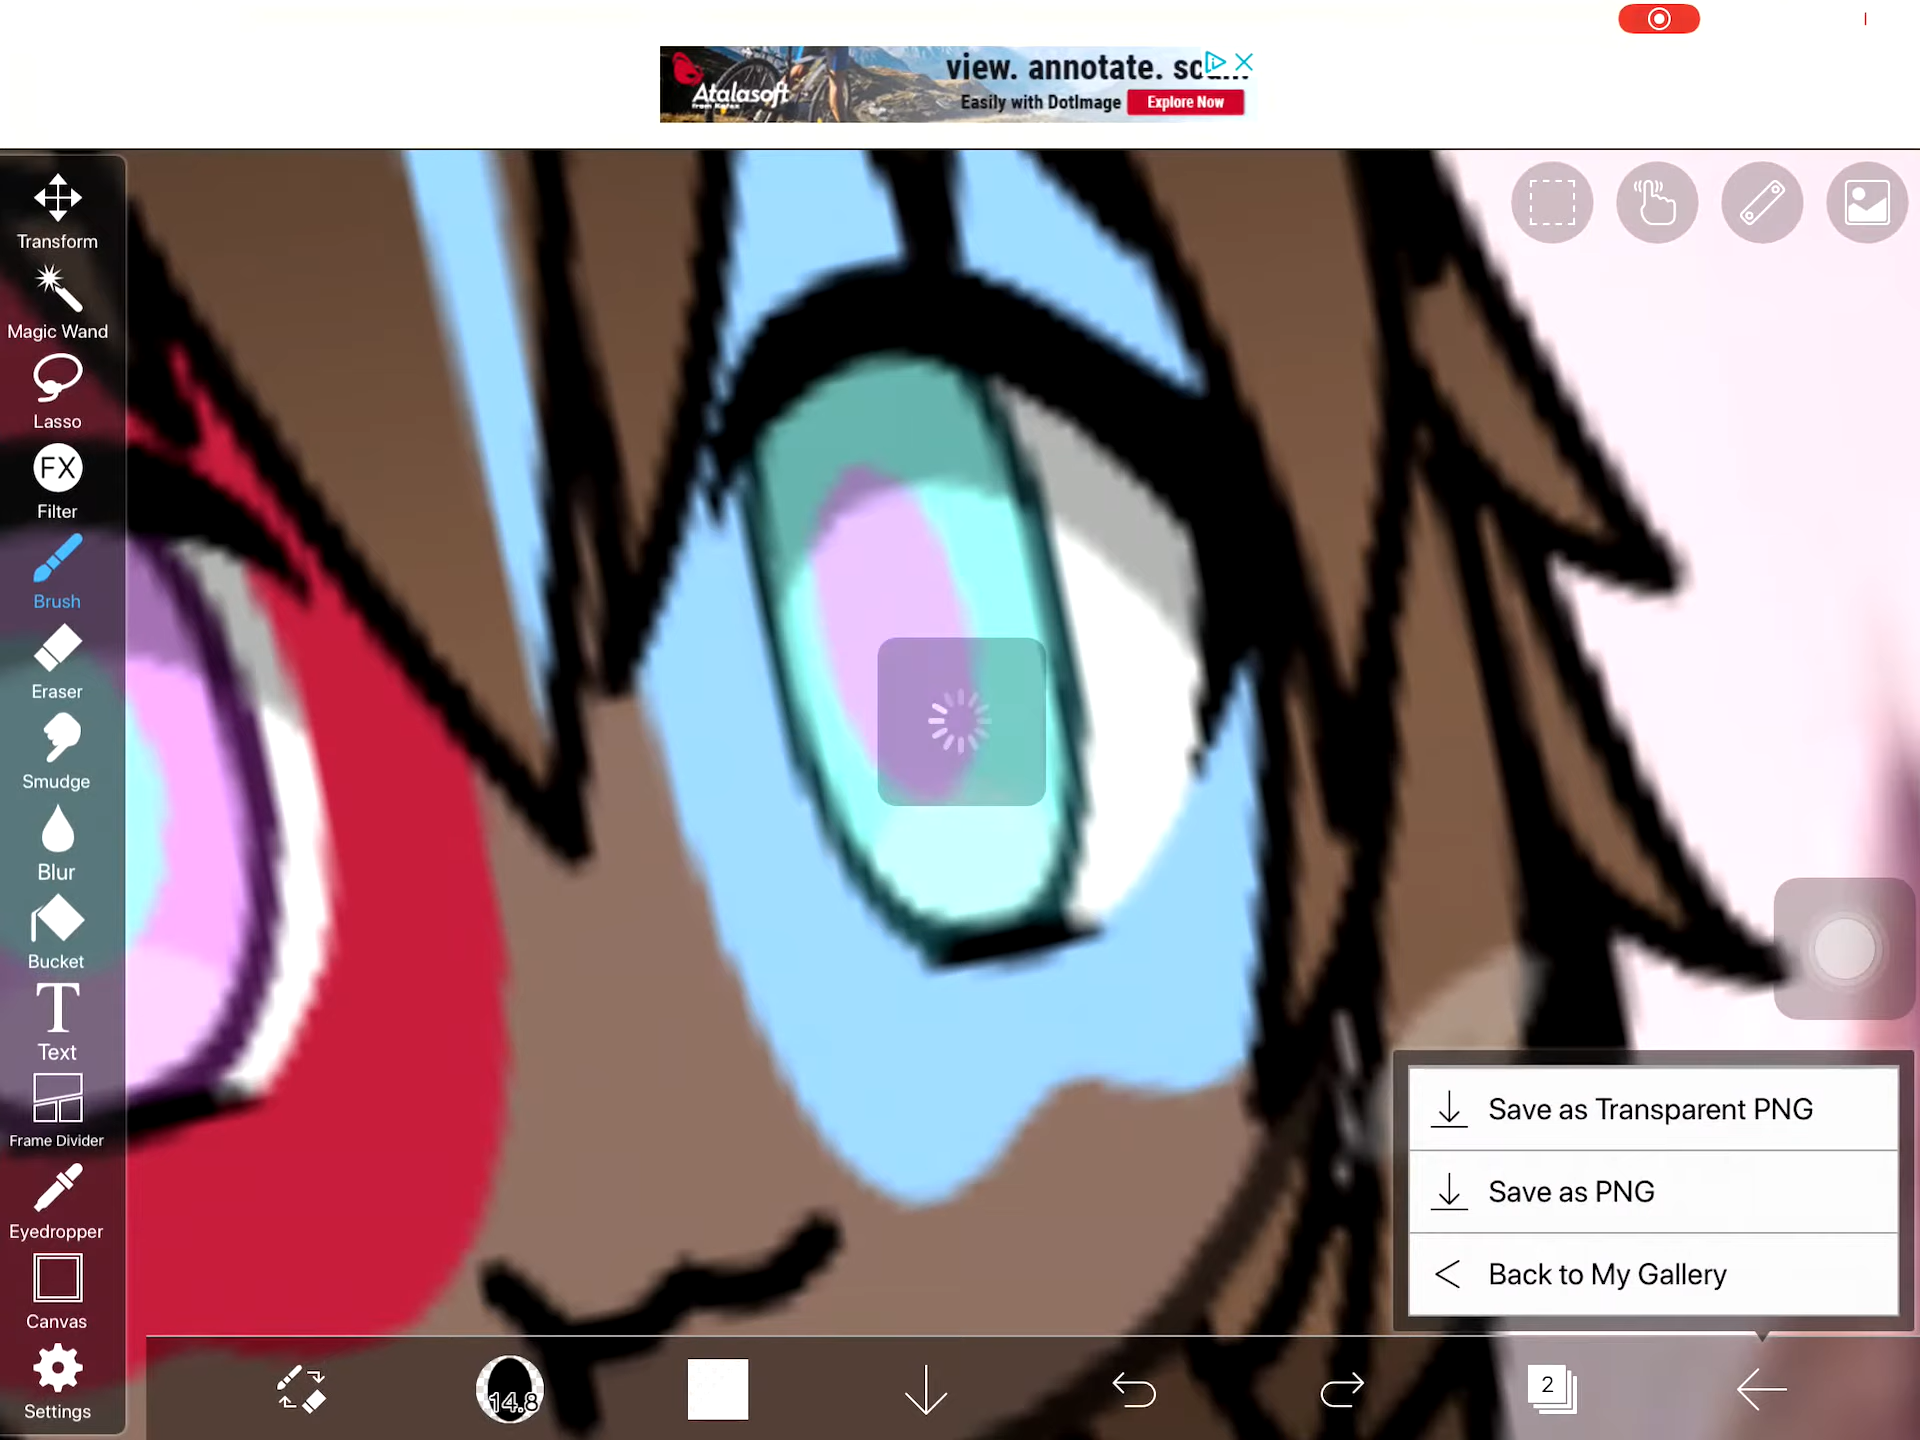 view. annotate.
Atalasoft
Easily with DotImage
Explore Now
Transform
Magic Wand
Lasso
FX
Filter
Brush
Eraser
Smudge
Blur
Bucket
T
Text
Frame Divider
Eyedropper
Canvas
Settings
Save as Transparent PNG
Save as PNG
Back to My Gallery
14.8
2